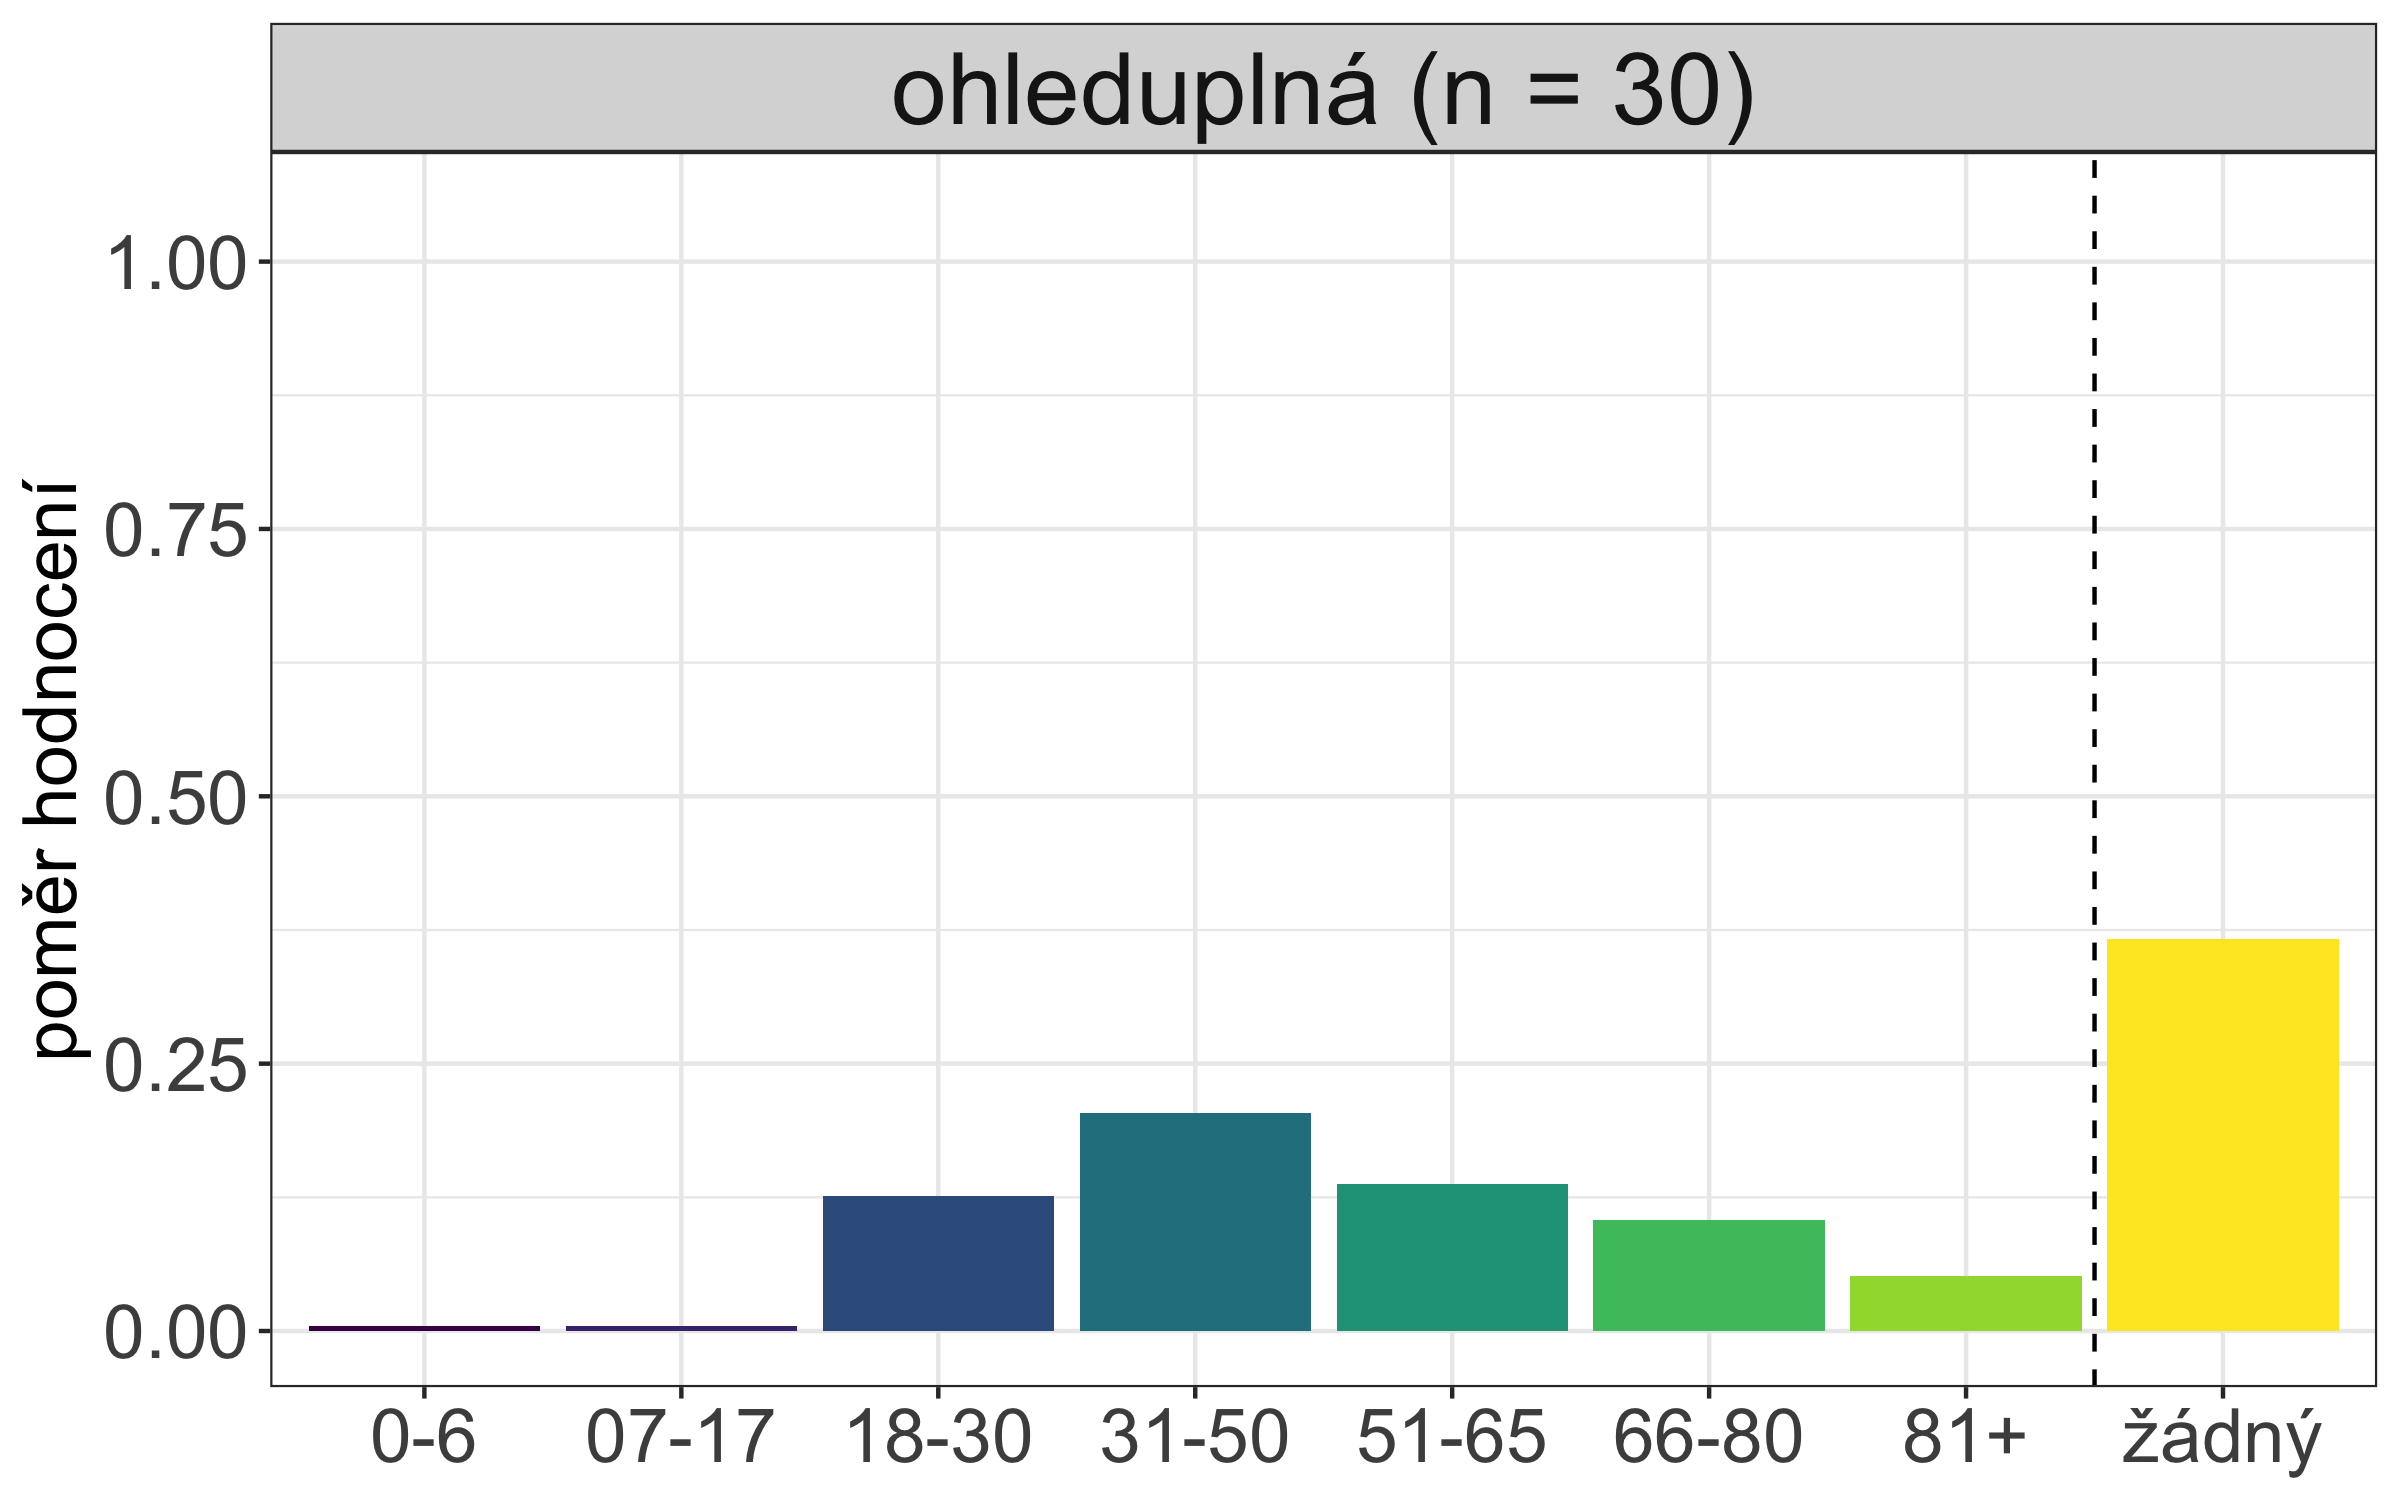 ohleduplná (n = 30)
poměr hodnocení
1.00
0.75
0.50
0.25
0.00
0-6 07-17 18-30 31-50 51-65 66-80 81+ žádný